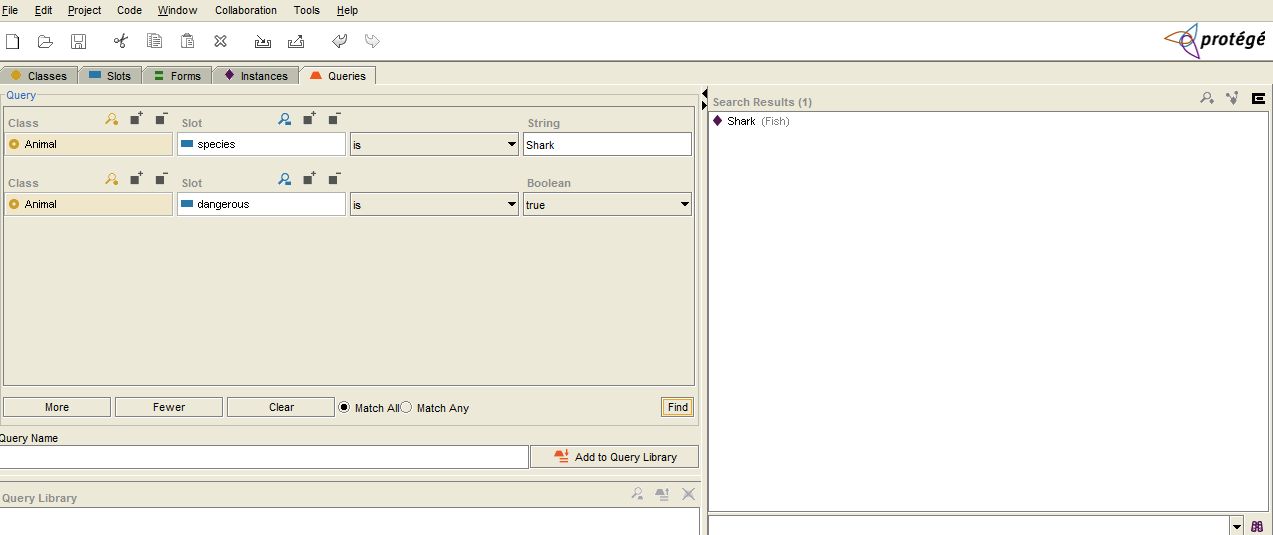 File Edit Project Code Window Collaboration Tools Help
protégé
Classes Slots Forms Instances Queries
Query
Class Slot String
Animal species is Shark
Class Slot Boolean
Animal dangerous is true
More Fewer Clear Match All Match Any Find
Query Name
Add to Query Library
Query Library
Search Results (1)
Shark (Fish)